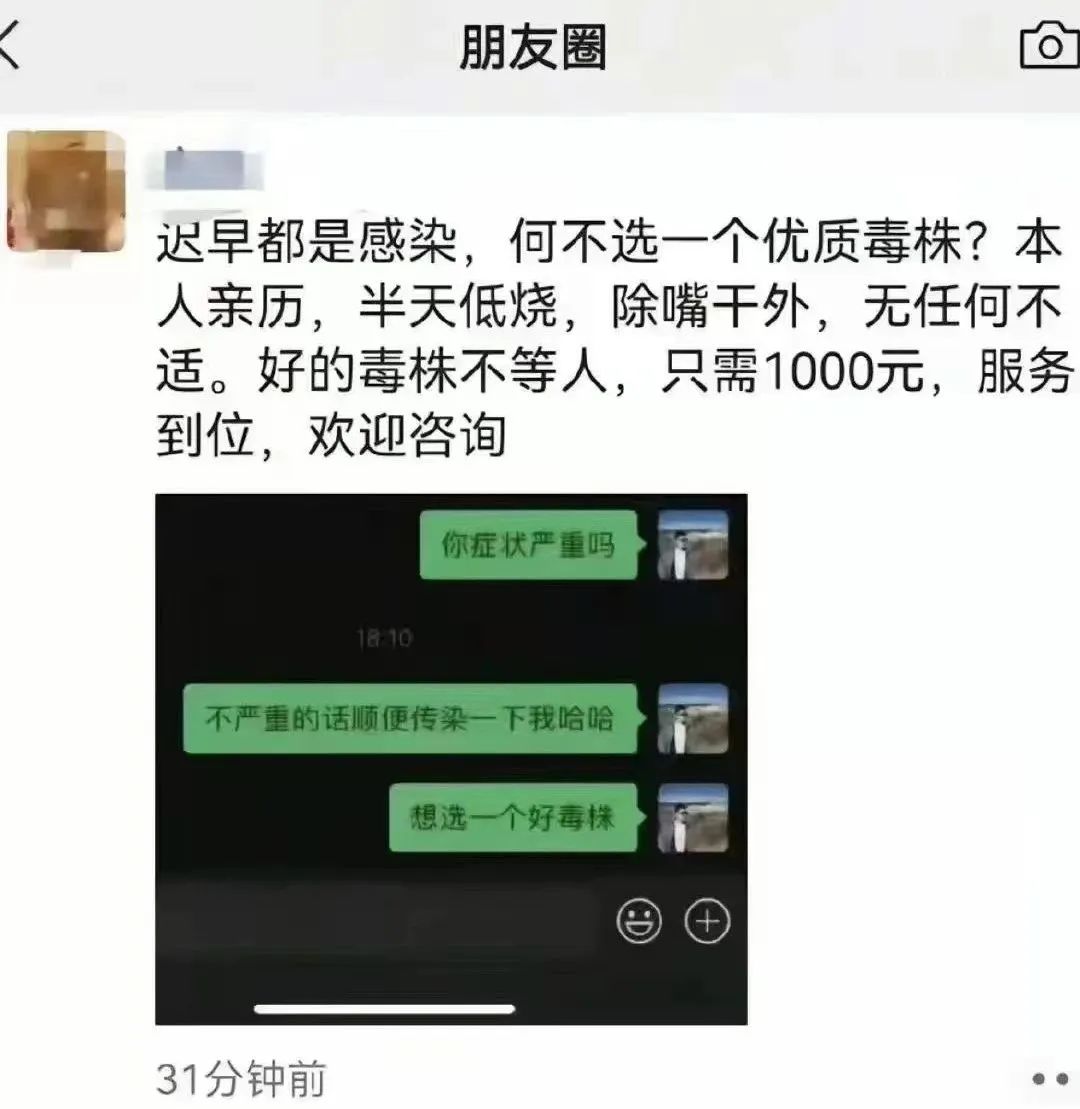 朋友圈
迟早都是感染，何不选一个优质毒株？本
人亲历，半天低烧，除嘴干外，无任何不
适。好的毒株不等人，只需1000元，服务
到位，欢迎咨询
你症状严重吗
18:10
不严重的话顺便传染一下我哈哈
想选一个好毒株
31分钟前